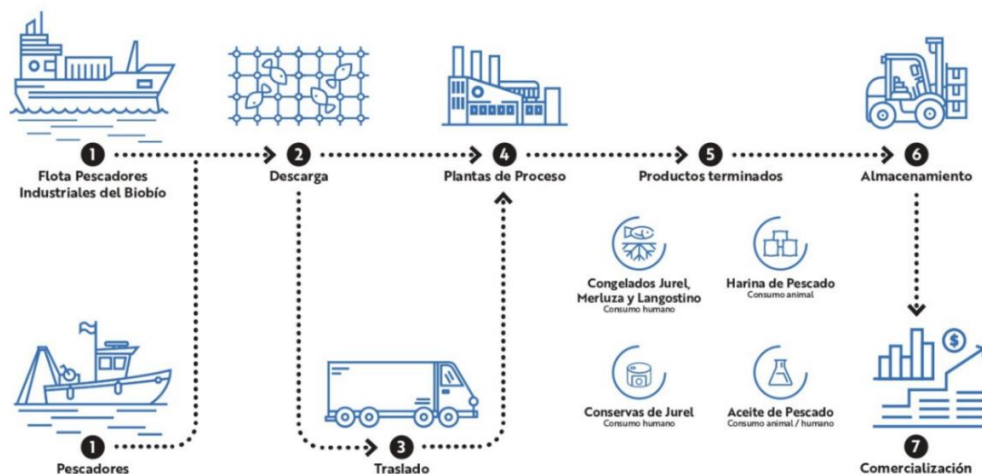 1
Flota Pescadores
Industriales del Biobío
2
Descarga
4
Plantas de Proceso
5
Productos terminados
6
Almacenamiento
Congelados Jurel,
Merluza y Langostino
Consumo humano
Harina de Pescado
Consumo animal
Conservas de Jurel
Consumo humano
Aceite de Pescado
Consumo animal / humano
$
1
Pescadores
3
Traslado
7
Comercialización